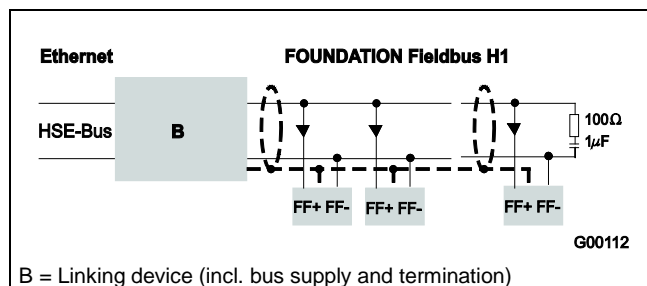 Ethernet FOUNDATION Fieldbus H1
HSE-Bus B 100Ω
1µF
FF+ FF- FF+ FF- FF+ FF-
G00112
B = Linking device (incl. bus supply and termination)